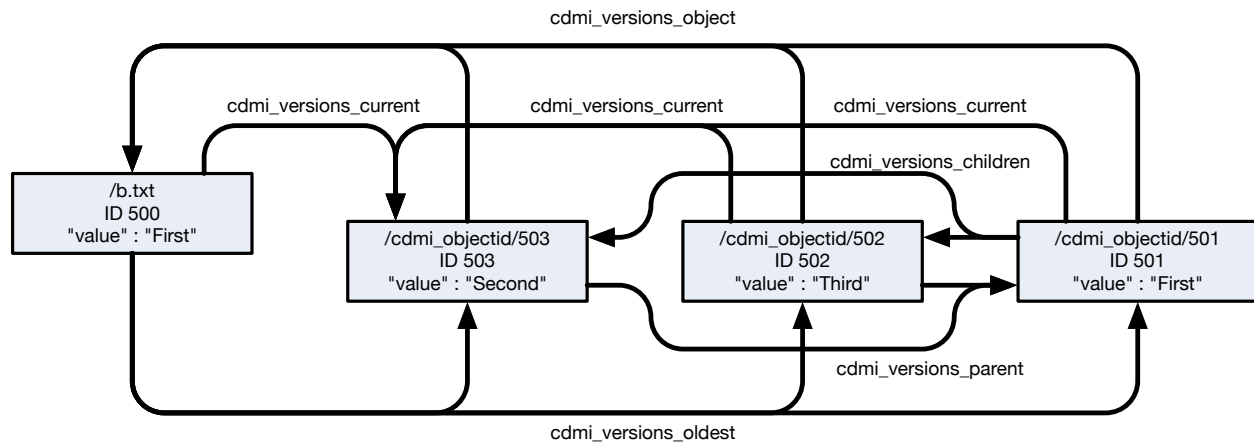 cdmi_versions_object
cdmi_versions_current
cdmi_versions_current
cdmi_versions_current
cdmi_versions_children
/b.txt
ID 500
"value" : "First"
/cdmi_objectid/503
ID 503
"value" : "Second"
/cdmi_objectid/502
ID 502
"value" : "Third"
/cdmi_objectid/501
ID 501
"value" : "First"
cdmi_versions_parent
cdmi_versions_oldest